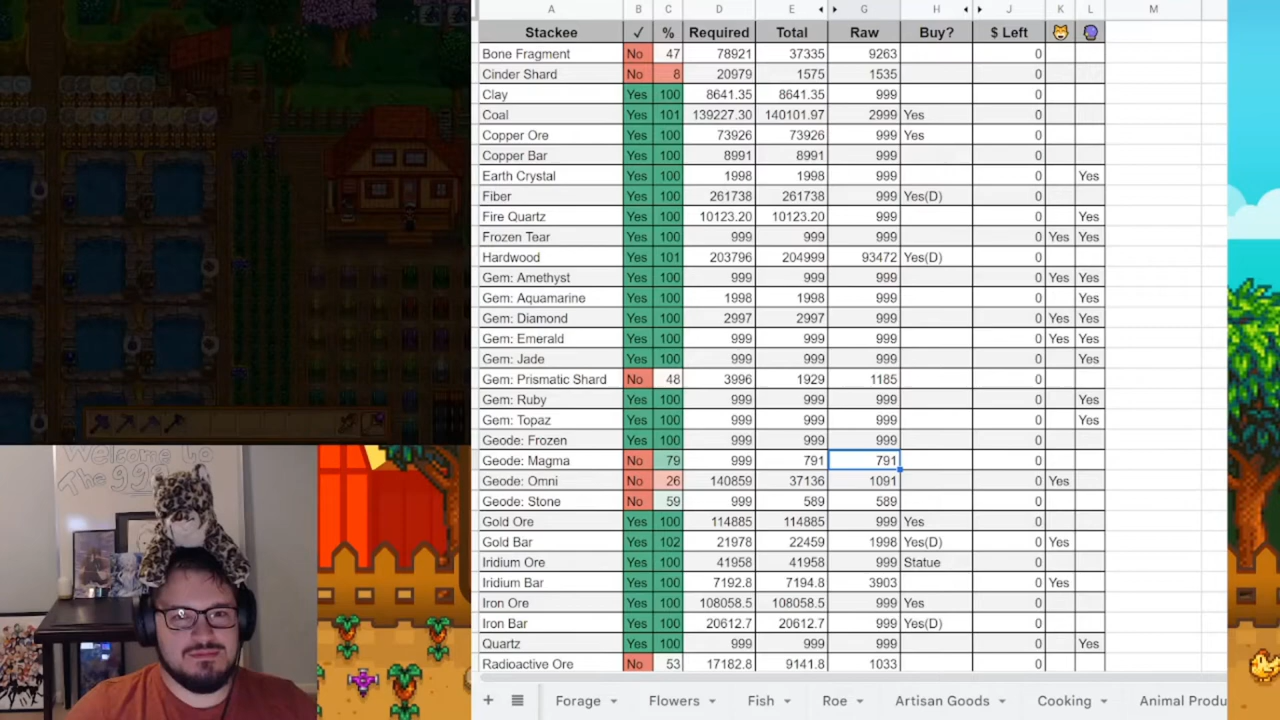 A B C D E G H J K L M
Stackee ✓ % Required Total Raw Buy? $ Left
Bone Fragment No 47 78921 37335 9263 0
Cinder Shard No 8 20979 1575 1535 0
Clay Yes 100 8641.35 8641.35 999 0
Coal Yes 101 139227.30 140101.97 2999 Yes 0
Copper Ore Yes 100 73926 73926 999 Yes 0
Copper Bar Yes 100 8991 8991 999 0
Earth Crystal Yes 100 1998 1998 999 0 Yes
Fiber Yes 100 261738 261738 999 Yes(D) 0
Fire Quartz Yes 100 10123.20 10123.20 999 0 Yes
Frozen Tear Yes 100 999 999 999 0 Yes Yes
Hardwood Yes 101 203796 204999 93472 Yes(D) 0
Gem: Amethyst Yes 100 999 999 999 0 Yes Yes
Gem: Aquamarine Yes 100 1998 1998 999 0 Yes
Gem: Diamond Yes 100 2997 2997 999 0 Yes Yes
Gem: Emerald Yes 100 999 999 999 0 Yes Yes
Gem: Jade Yes 100 999 999 999 0 Yes
Gem: Prismatic Shard No 48 3996 1929 1185 0
Gem: Ruby Yes 100 999 999 999 0 Yes
Gem: Topaz Yes 100 999 999 999 0 Yes
Geode: Frozen Yes 100 999 999 999 0
Geode: Magma No 79 999 791 791 0
Geode: Omni No 26 140859 37136 1091 0 Yes
Geode: Stone No 59 999 589 589 0
Gold Ore Yes 100 114885 114885 999 Yes 0
Gold Bar Yes 102 21978 22459 1998 Yes(D) 0 Yes
Iridium Ore Yes 100 41958 41958 999 Statue 0
Iridium Bar Yes 100 7192.8 7194.8 3903 0 Yes
Iron Ore Yes 100 108058.5 108058.5 999 Yes 0
Iron Bar Yes 100 20612.7 20612.7 999 Yes(D) 0
Quartz Yes 100 999 999 999 0 Yes
Radioactive Ore No 53 17182.8 9141.8 1033 0
Forage Flowers Fish Roe Artisan Goods Cooking Animal Produ
Welcome to
The 999